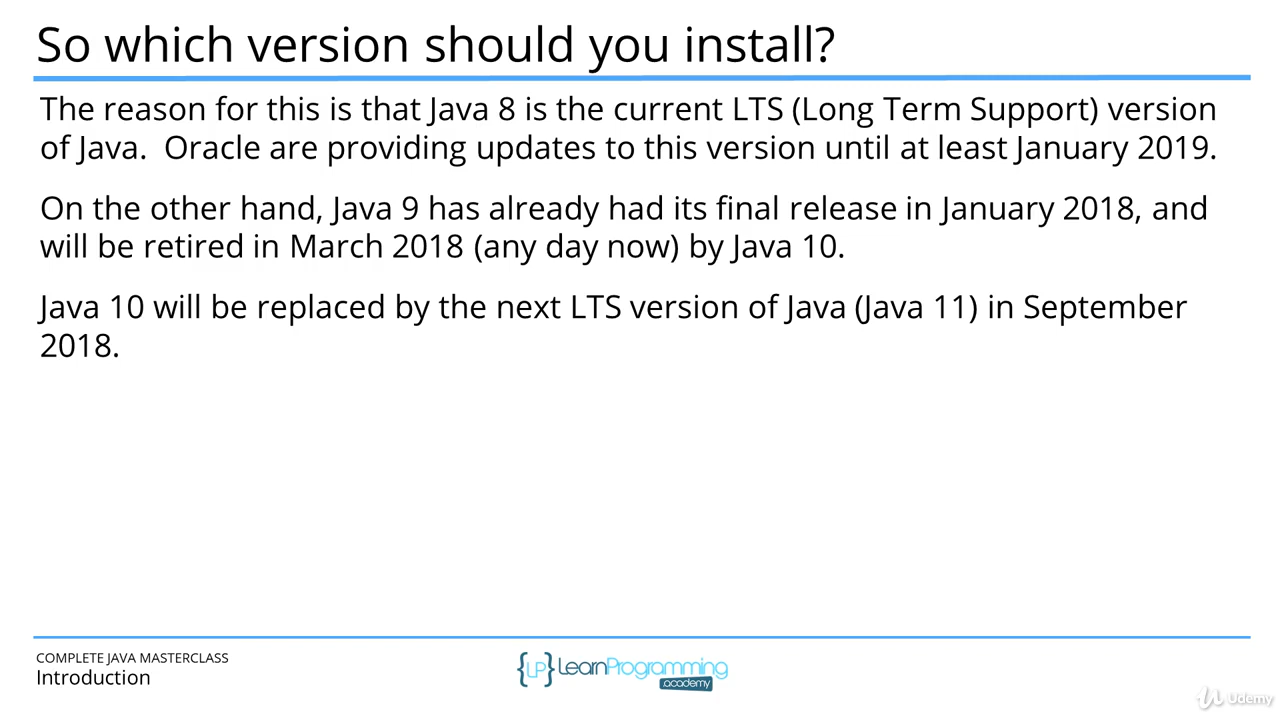 So which version should you install?
The reason for this is that Java 8 is the current LTS (Long Term Support) version
of Java.  Oracle are providing updates to this version until at least January 2019.
On the other hand, Java 9 has already had its final release in January 2018, and
will be retired in March 2018 (any day now) by Java 10.
Java 10 will be replaced by the next LTS version of Java (Java 11) in September
2018.
COMPLETE JAVA MASTERCLASS
Introduction
{LP} LearnProgramming
.academy
Udemy